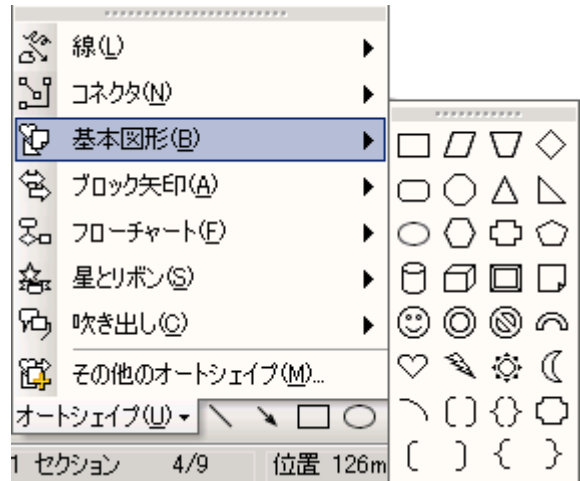 線(L)
コネクタ(N)
基本図形(B)
ブロック矢印(A)
フローチャート(F)
星とリボン(S)
吹き出し(C)
その他のオートシェイプ(M)...
オートシェイプ(U)
1 セクション 4/9 位置 126m